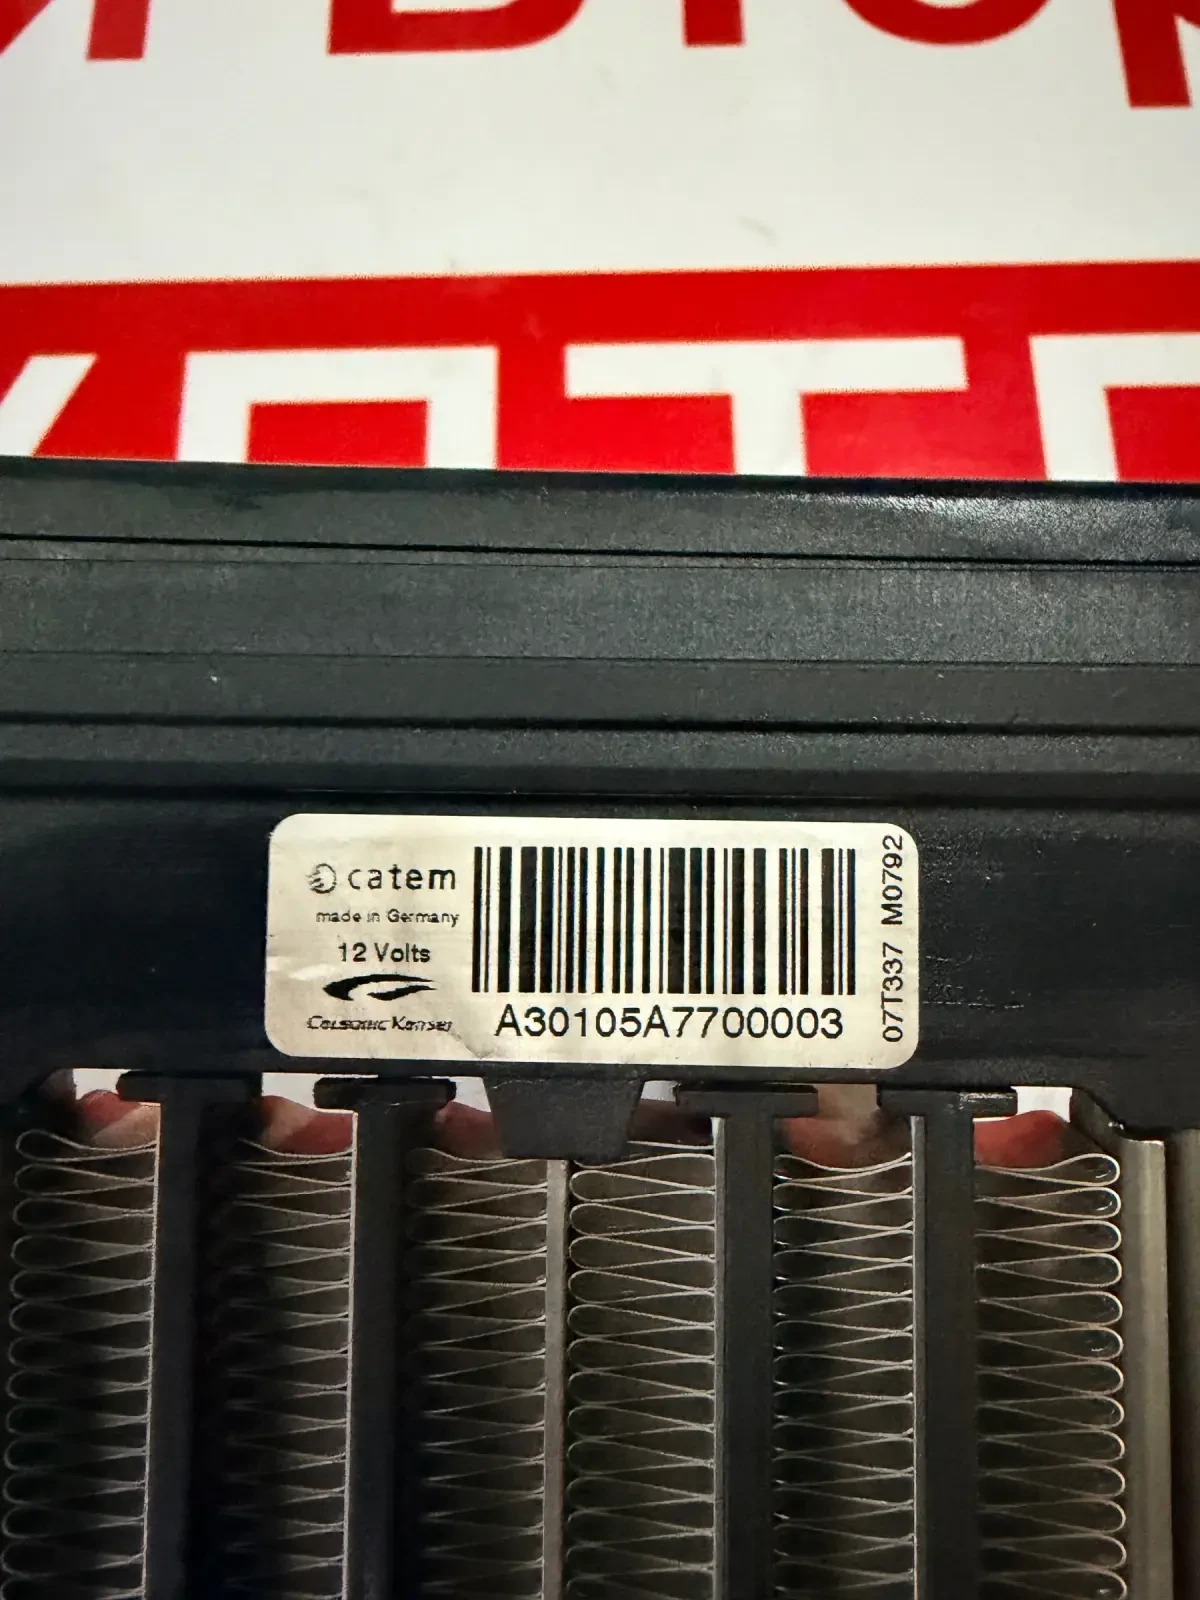 catem
made in Germany
12 Volts
Calsonic Kansei
A30105A7700003
07T337 M0792